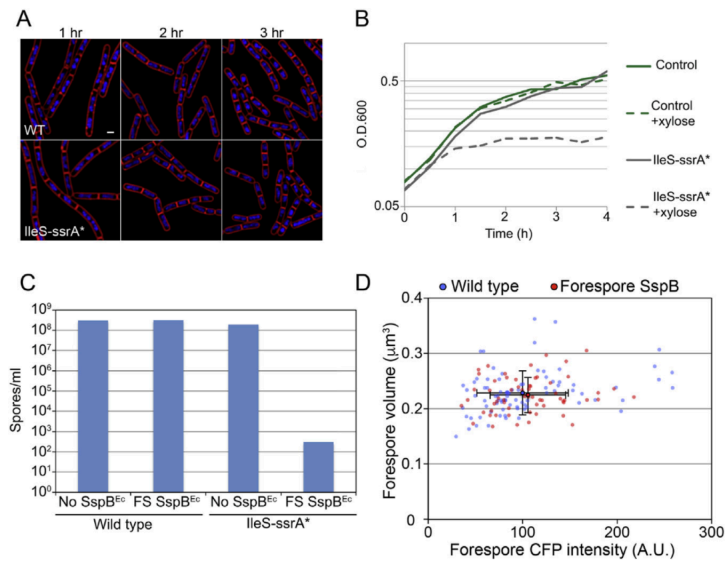 A
1 hr
2 hr
3 hr
WT
IleS-ssrA*
B
O.D.600
0.5
0.05
0
1
2
3
4
Time (h)
Control
Control
+xylose
IleS-ssrA*
IleS-ssrA*
+xylose
C
Spores/ml
10⁹
10⁸
10⁷
10⁶
10⁵
10⁴
10³
10²
10¹
10⁰
No SspBᴱᶜ
FS SspBᴱᶜ
No SspBᴱᶜ
FS SspBᴱᶜ
Wild type
IleS-ssrA*
D
Wild type
Forespore SspB
Forespore volume (μm³)
0.4
0.3
0.2
0.1
0
0
100
200
300
Forespore CFP intensity (A.U.)